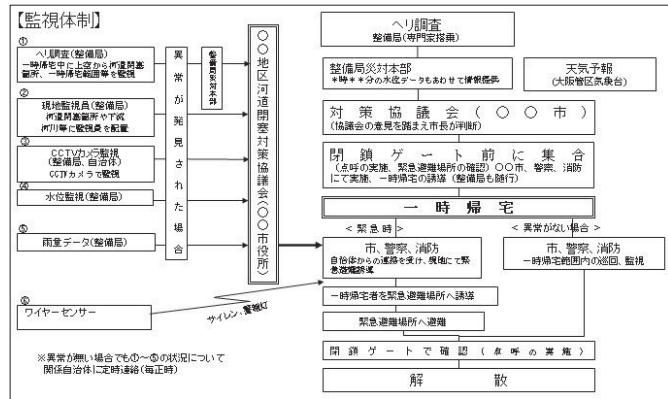 【監視体制】
①
ヘリ調査(整備局)
一時帰宅中に上空から河道閉塞
箇所、一時帰宅範囲等を監視
②
現地監視員(整備局)
河道閉塞箇所や下流
河川等に監視員を配置
③
CCTVカメラ監視
(整備局、自治体)
CCTVカメラで監視
④
水位監視(整備局)
⑤
雨量データ(整備局)
⑥
ワイヤーセンサー
異常が発見された場合
整備局災対本部
○○地区河道閉塞対策協議会(○○市役所)
サイレン、警報灯
※異常が無い場合でも①～⑤の状況について
関係自治体に定時連絡(毎正時)
ヘリ調査
整備局(専門家搭乗)
整備局災対本部
*時**分の水位データもあわせて情報提供
天気予報
(大阪管区気象台)
対策協議会(○○市)
(協議会の意見を踏まえ市長が判断)
閉鎖ゲート前に集合
(点呼の実施、緊急避難場所の確認)○○市、警察、消防
にて実施、一時帰宅の誘導(整備局も随行)
一時帰宅
<緊急時>
<異常がない場合>
市、警察、消防
自治体からの連絡を受け、現地にて緊
急避難誘導
市、警察、消防
一時帰宅範囲内の巡回、監視
一時帰宅者を緊急避難場所へ誘導
緊急避難場所へ避難
閉鎖ゲートで確認(点呼の実施)
解散